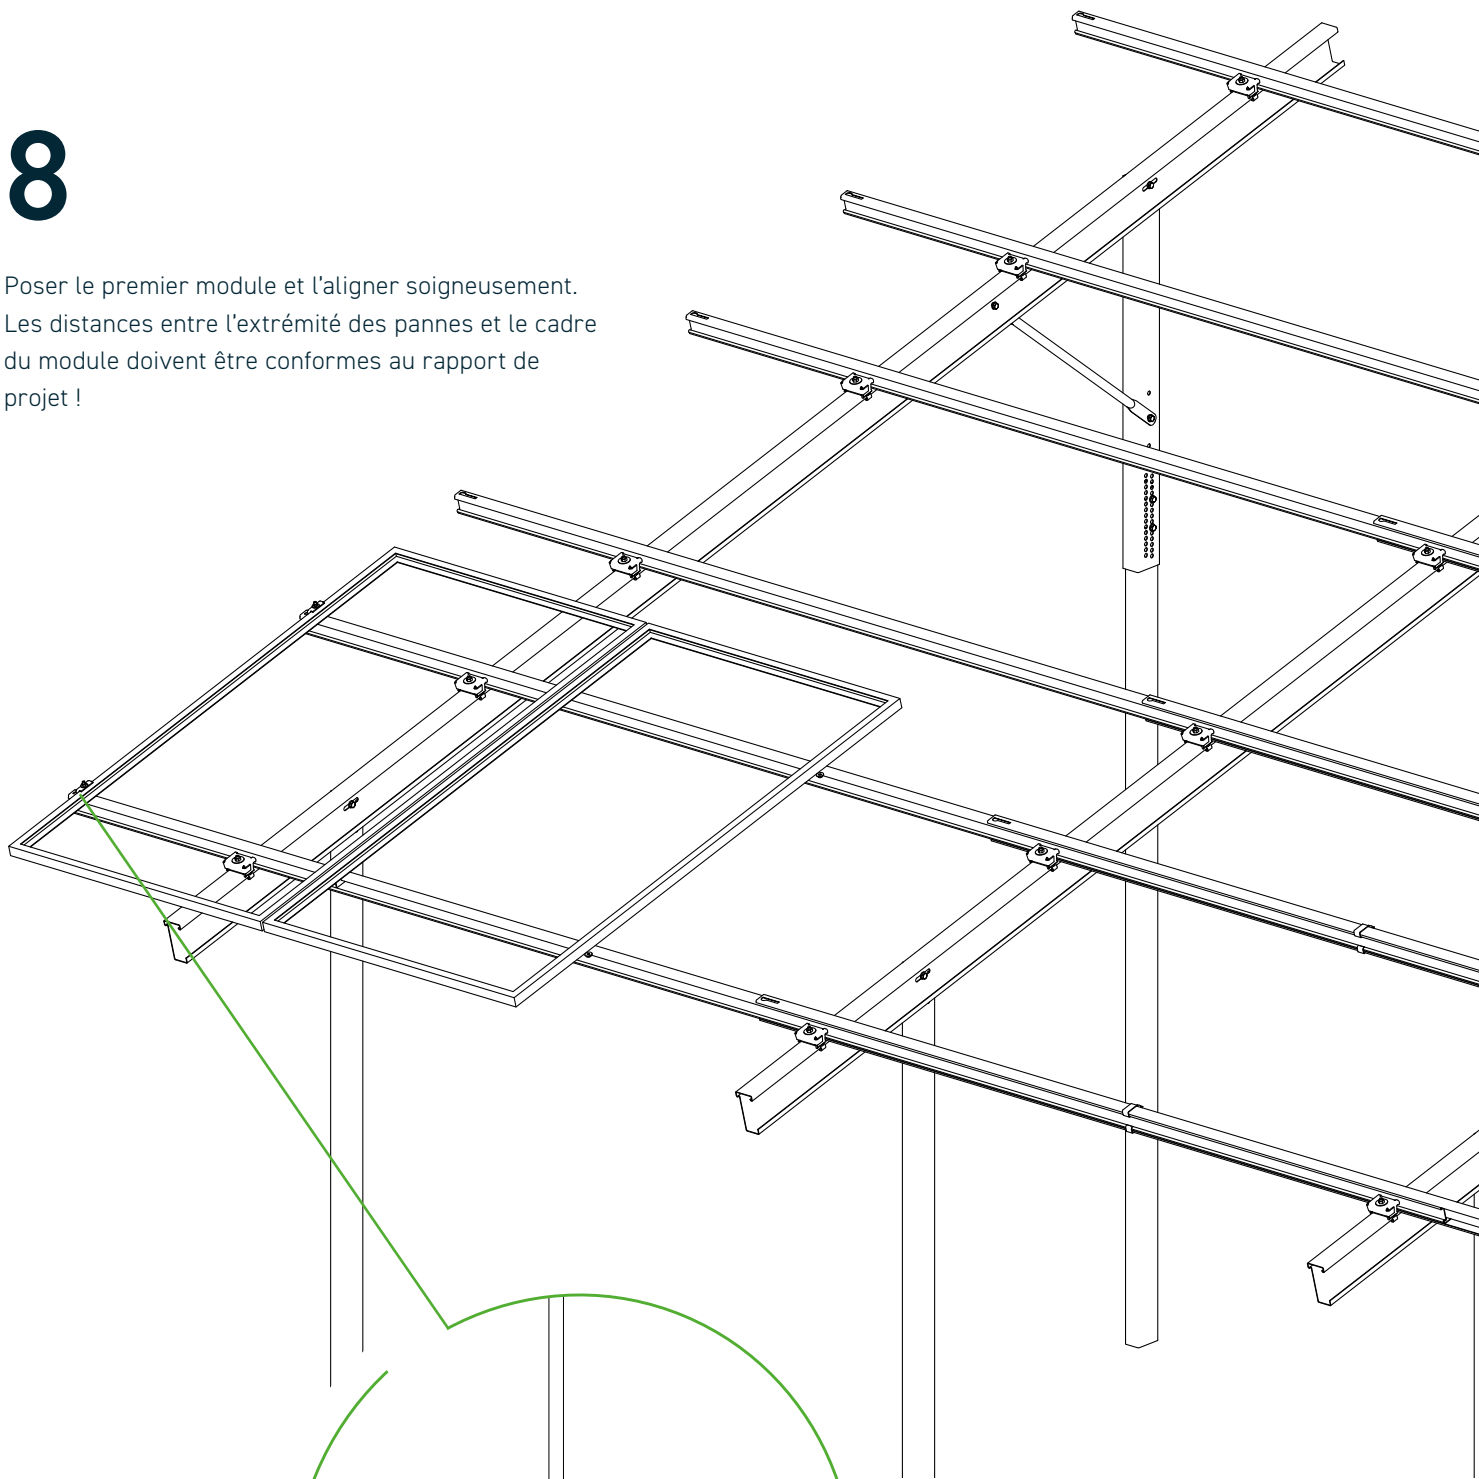 8
Poser le premier module et l'aligner soigneusement.
Les distances entre l'extrémité des pannes et le cadre
du module doivent être conformes au rapport de
projet !